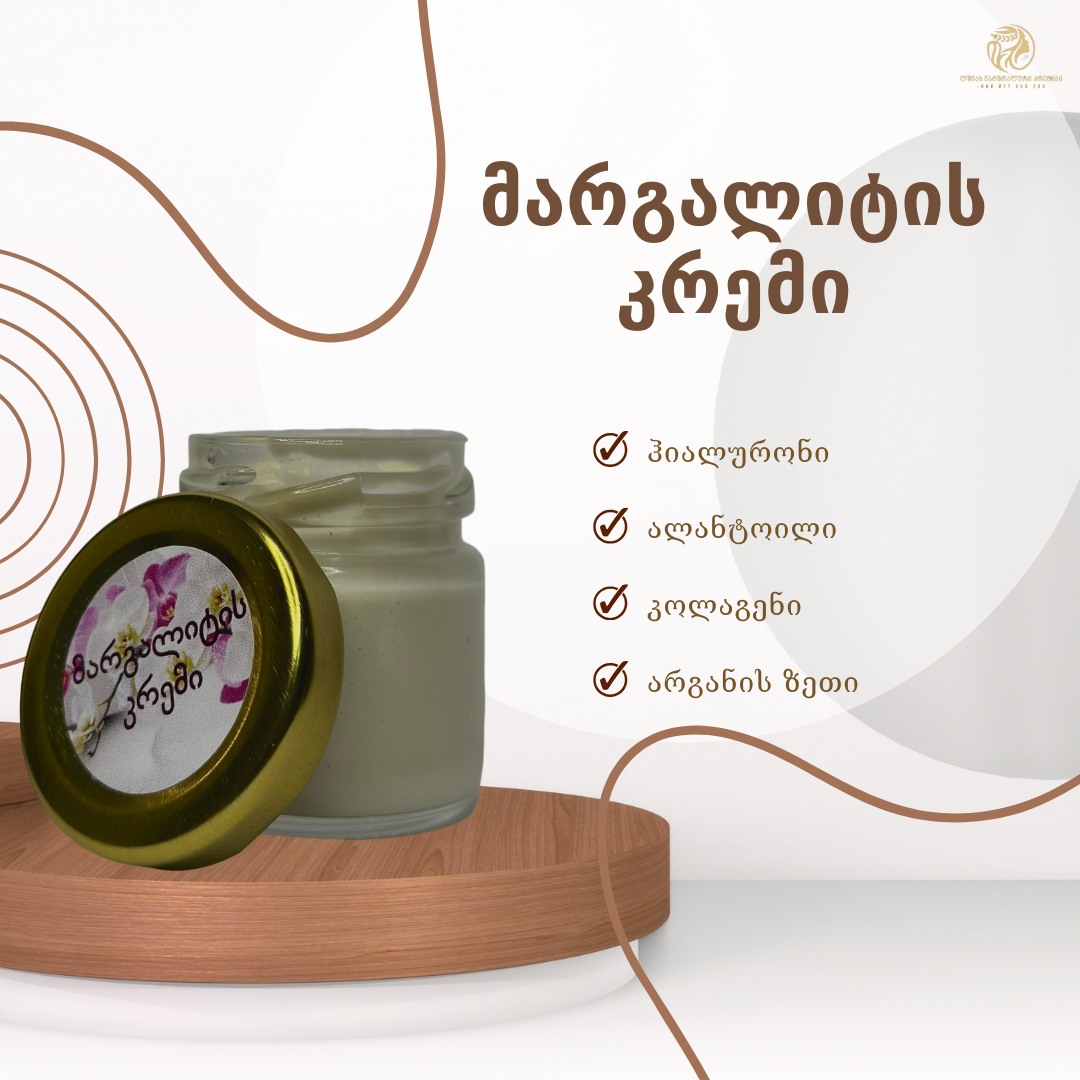 მარგალიტის
კრემი
ჰიალურონი
ალანტოილი
კოლაგენი
არგანის ზეთი
მარგალიტის
კრემი